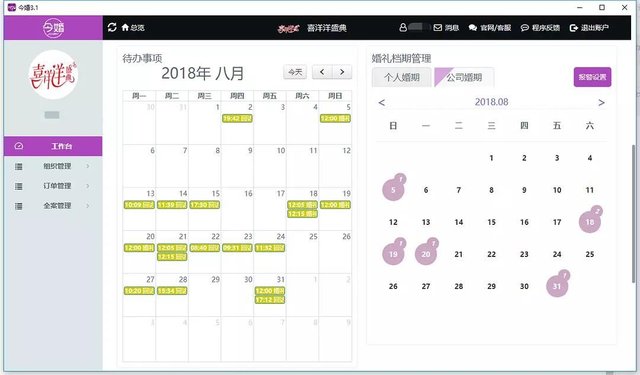 今婚3.1
今婚
总览
喜洋洋盛典
消息
官网/客服
程序反馈
退出账户
喜洋洋盛典
工作台
组织管理
订单管理
全案管理
待办事项
2018年 八月
今天
周一 周二 周三 周四 周五 周六 周日
30 31 1 2 3 4 5
19:42 回访 12:00 婚礼
6 7 8 9 10 11 12
13 14 15 16 17 18 19
10:09 回访 11:39 回访 17:30 回访 12:05 婚礼 12:00 婚礼
12:15 婚礼
20 21 22 23 24 25 26
12:00 婚礼 12:05 回访 08:40 回访 09:31 回访 11:32 回访
12:15 回访
27 28 29 30 31 1 2
10:20 回访 15:34 回访 12:00 婚礼
17:12 回访
3 4 5 6 7 8 9
婚礼档期管理
个人婚期
公司婚期
报警设置
< 2018.08 >
日 一 二 三 四 五 六
1 2 3 4
5 1 6 7 8 9 10 11
12 13 14 15 16 17 18 2
19 1 20 1 21 22 23 24 25
26 27 28 29 30 31 1